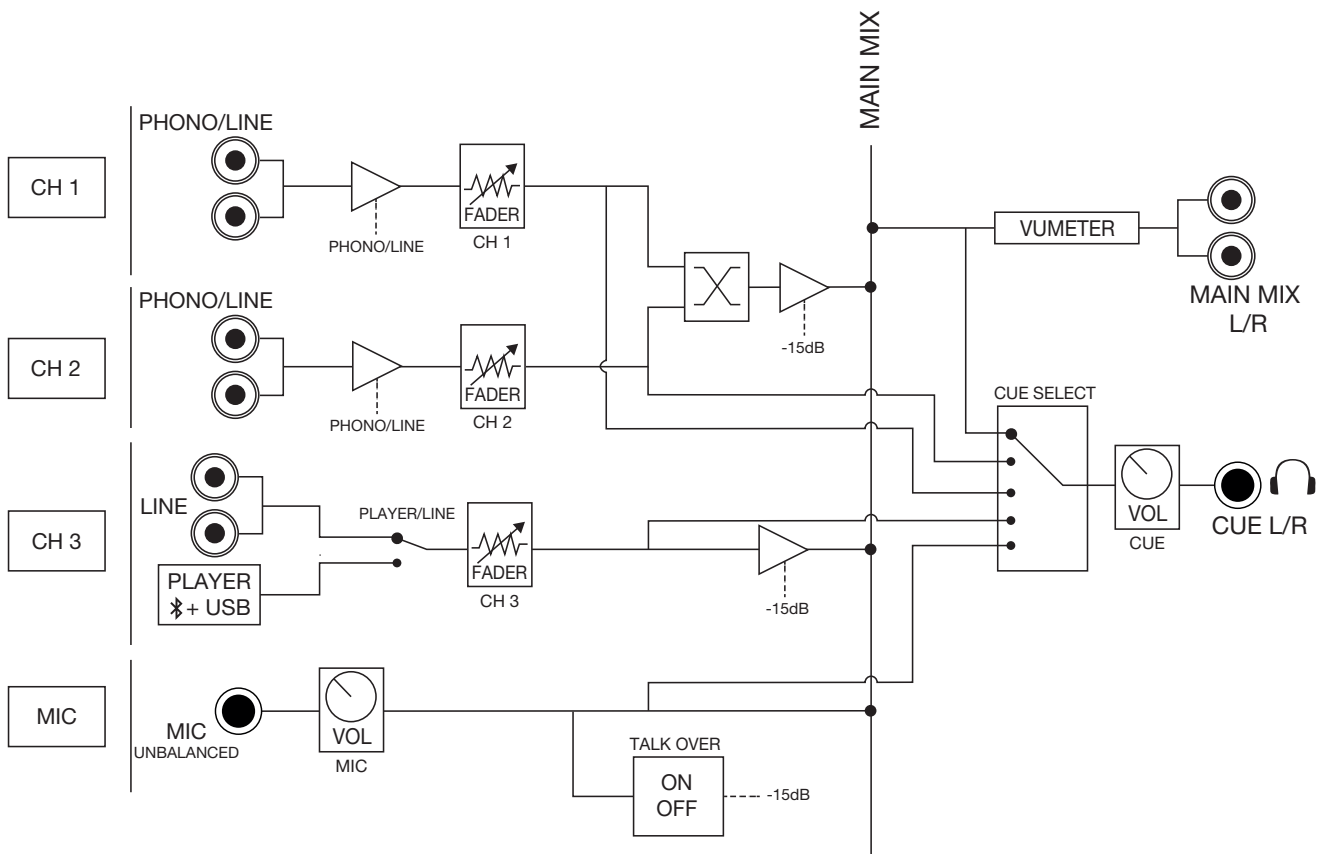 MAIN MIX
CH 1
PHONO/LINE
PHONO/LINE
FADER
CH 1
VUMETER
MAIN MIX
L/R
-15dB
CH 2
PHONO/LINE
PHONO/LINE
FADER
CH 2
CUE SELECT
VOL
CUE
CUE L/R
CH 3
LINE
PLAYER
+ USB
PLAYER/LINE
FADER
CH 3
-15dB
MIC
MIC
UNBALANCED
VOL
MIC
TALK OVER
ON
OFF
-15dB